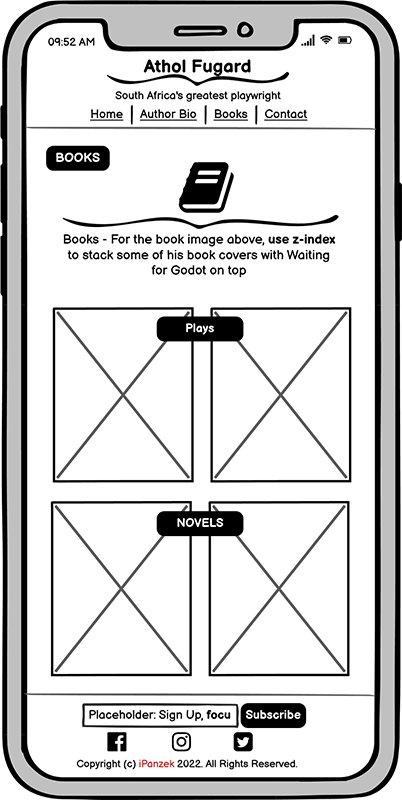 09:52 AM
Athol Fugard
South Africa's greatest playwright
Home | Author Bio | Books | Contact
BOOKS
Books - For the book image above, use z-index
to stack some of his book covers with Waiting
for Godot on top
Plays
NOVELS
Placeholder: Sign Up, focu
Subscribe
Copyright (c) iPanzek 2022. All Rights Reserved.